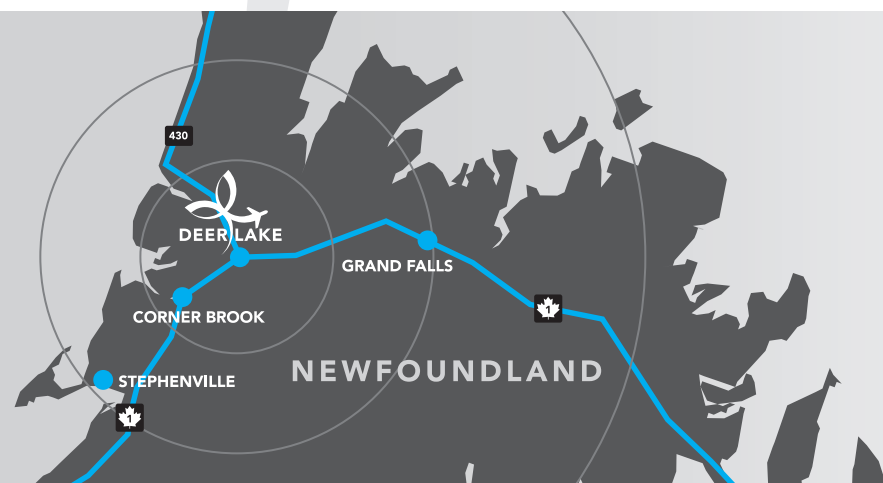 430
DEER LAKE
GRAND FALLS
1
CORNER BROOK
NEWFOUNDLAND
STEPHENVILLE
1